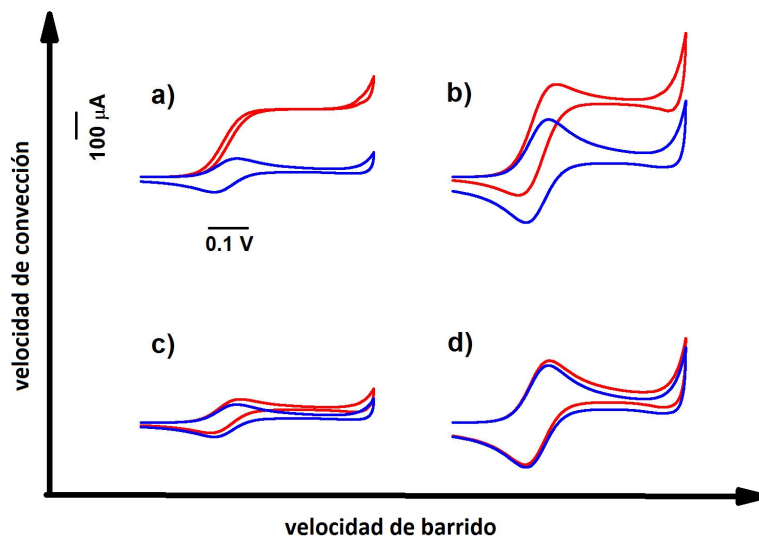 a)
b)
100 µA
0.1 V
velocidad de convección
c)
d)
velocidad de barrido